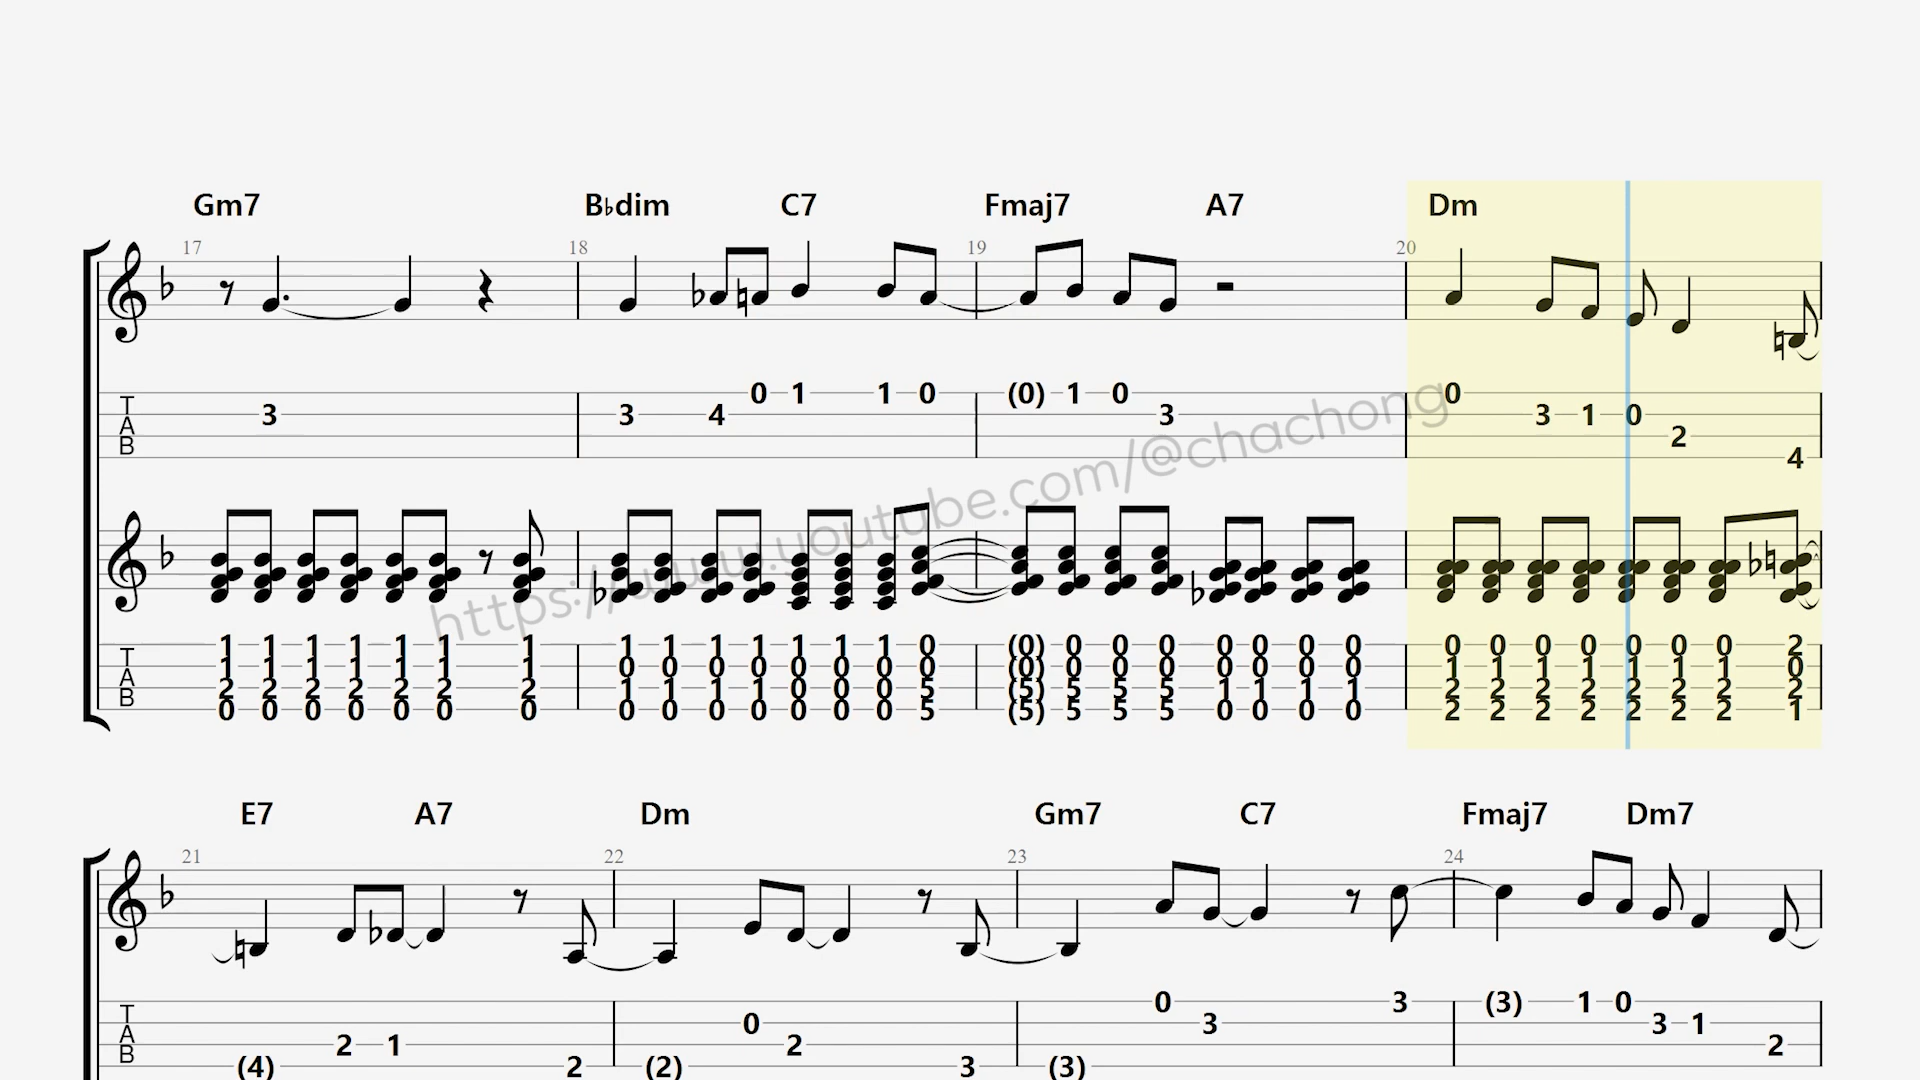 Gm7 B♭dim C7 Fmaj7 A7 Dm
17 18 19 20
3 3 4 0 1 1 0 (0) 1 0 3 0 3 1 0 2 4
T
A
B
https://www.youtube.com/@chachong
1 1 1 1 1 1 1 1 1 1 1 1 1 1 0 (0) 0 0 0 0 0 0 0 0 0 0 0 0 0 0 2
T 1 1 1 1 1 1 1 0 0 0 0 0 0 0 0 (0) 0 0 0 0 0 0 0 1 1 1 1 1 1 1 0
A 2 2 2 2 2 2 2 1 1 1 1 0 0 0 5 (5) 5 5 5 1 1 1 1 2 2 2 2 2 2 2 2
B 0 0 0 0 0 0 0 0 0 0 0 0 0 0 5 (5) 5 5 5 0 0 0 0 2 2 2 2 2 2 2 1
E7 A7 Dm Gm7 C7 Fmaj7 Dm7
21 22 23 24
T
A
B
(4) 2 1 2 (2) 0 2 3 (3) 0 3 3 (3) 1 0 3 1 2